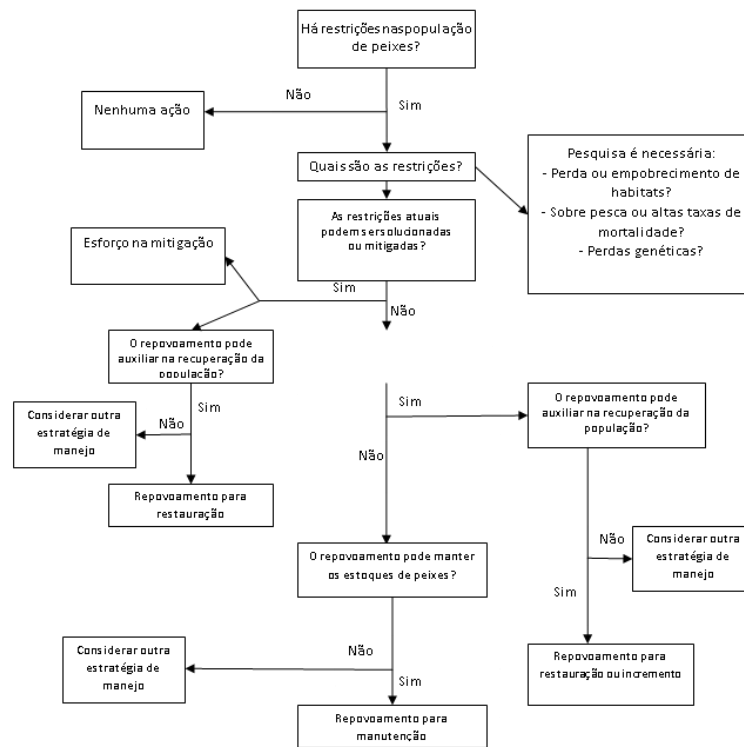 Há restrições naspopulação
de peixes?
Não
Sim
Nenhuma ação
Quais são as restrições?
Pesquisa é necessária:
- Perda ou empobrecimento de
habitats?
- Sobre pesca ou altas taxas de
mortalidade?
- Perdas genéticas?
As restrições atuais
podem sersolucionadas
ou mitigadas?
Esforço na mitigação
Sim
Não
O repovoamento pode
auxiliar na recuperação da
população?
Sim
Não
Considerar outra
estratégia de
manejo
Repovoamento para
restauração
Sim
Não
O repovoamento pode
auxiliar na recuperação da
população?
Não
Considerar outra
estratégia de
manejo
Sim
Repovoamento para
restauração ou incremento
O repovoamento pode manter
os estoques de peixes?
Não
Considerar outra
estratégia de
manejo
Sim
Repovoamento para
manutenção